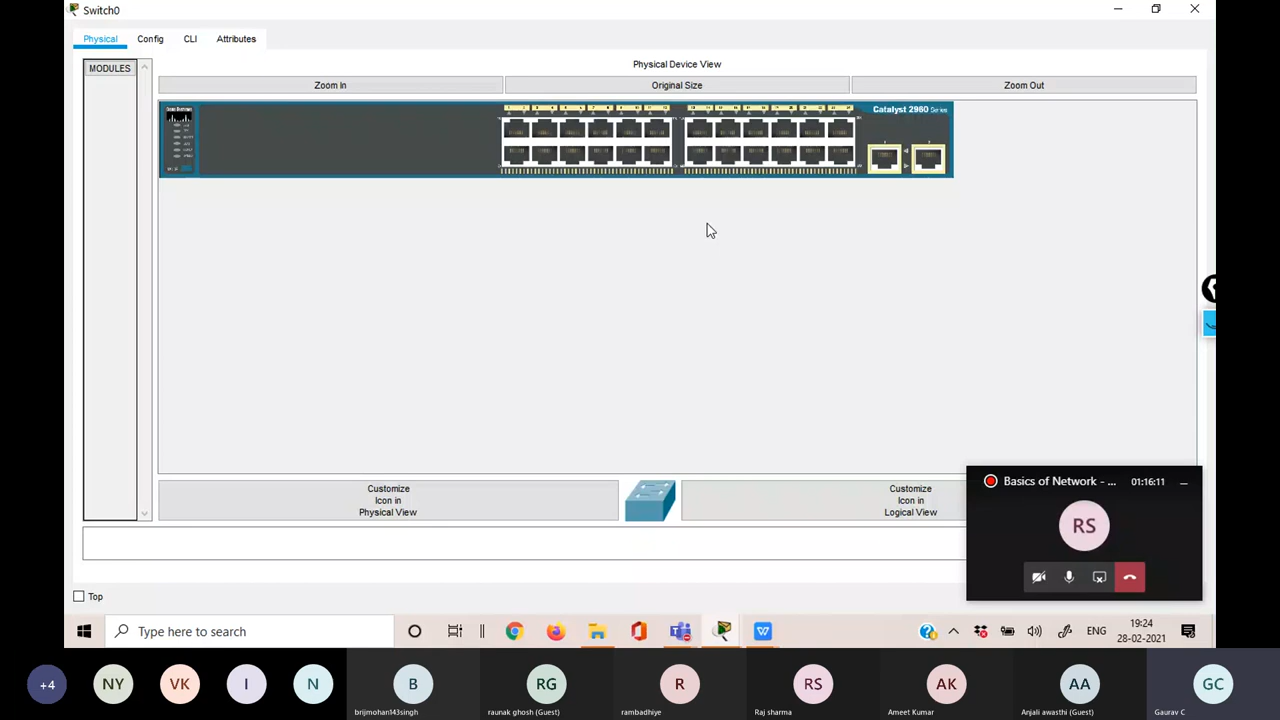 Switch0
Physical
Config
CLI
Attributes
MODULES
Physical Device View
Zoom In
Original Size
Zoom Out
Catalyst 2960 Series
Customize
Icon in
Physical View
Customize
Icon in
Logical View
Basics of Network - ...
01:16:11
RS
Top
Type here to search
W
ENG
19:24
28-02-2021
+4
NY
VK
I
N
B
brijmohan143singh
RG
raunak ghosh (Guest)
R
rambadhiye
RS
Raj sharma
AK
Ameet Kumar
AA
Anjali awasthi (Guest)
GC
Gaurav C